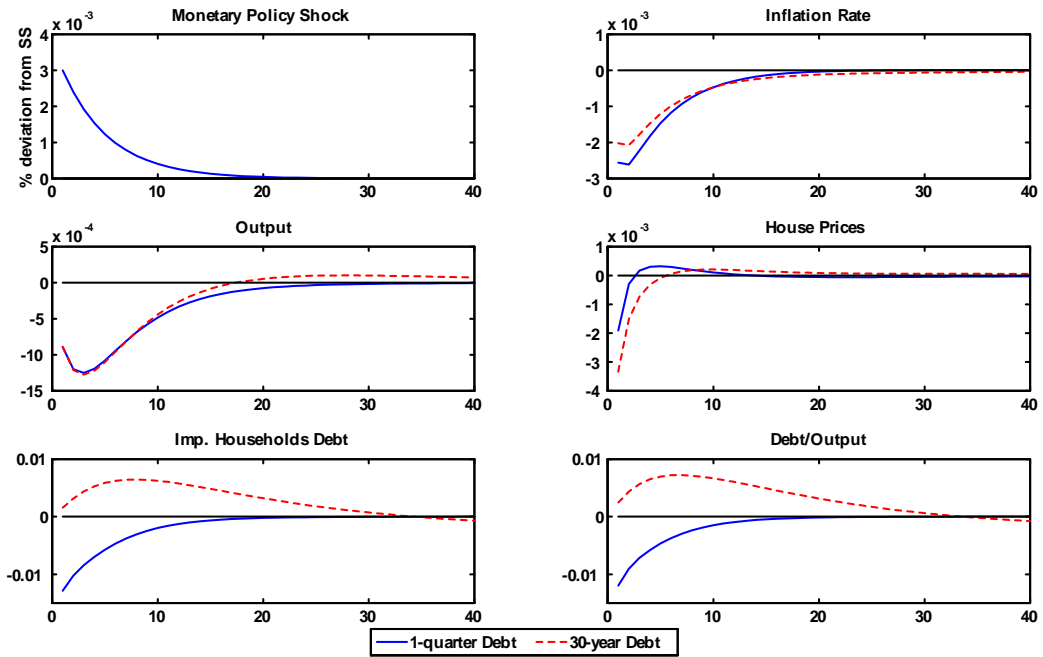 Monetary Policy Shock
x 10^-3
% deviation from SS
4
3
2
1
0
0 10 20 30 40
Inflation Rate
x 10^-3
1
0
-1
-2
-3
0 10 20 30 40
Output
x 10^-4
5
0
-5
-10
-15
0 10 20 30 40
House Prices
x 10^-3
1
0
-1
-2
-3
-4
0 10 20 30 40
Imp. Households Debt
0.01
0
-0.01
0 10 20 30 40
Debt/Output
0.01
0
-0.01
0 10 20 30 40
1-quarter Debt 30-year Debt